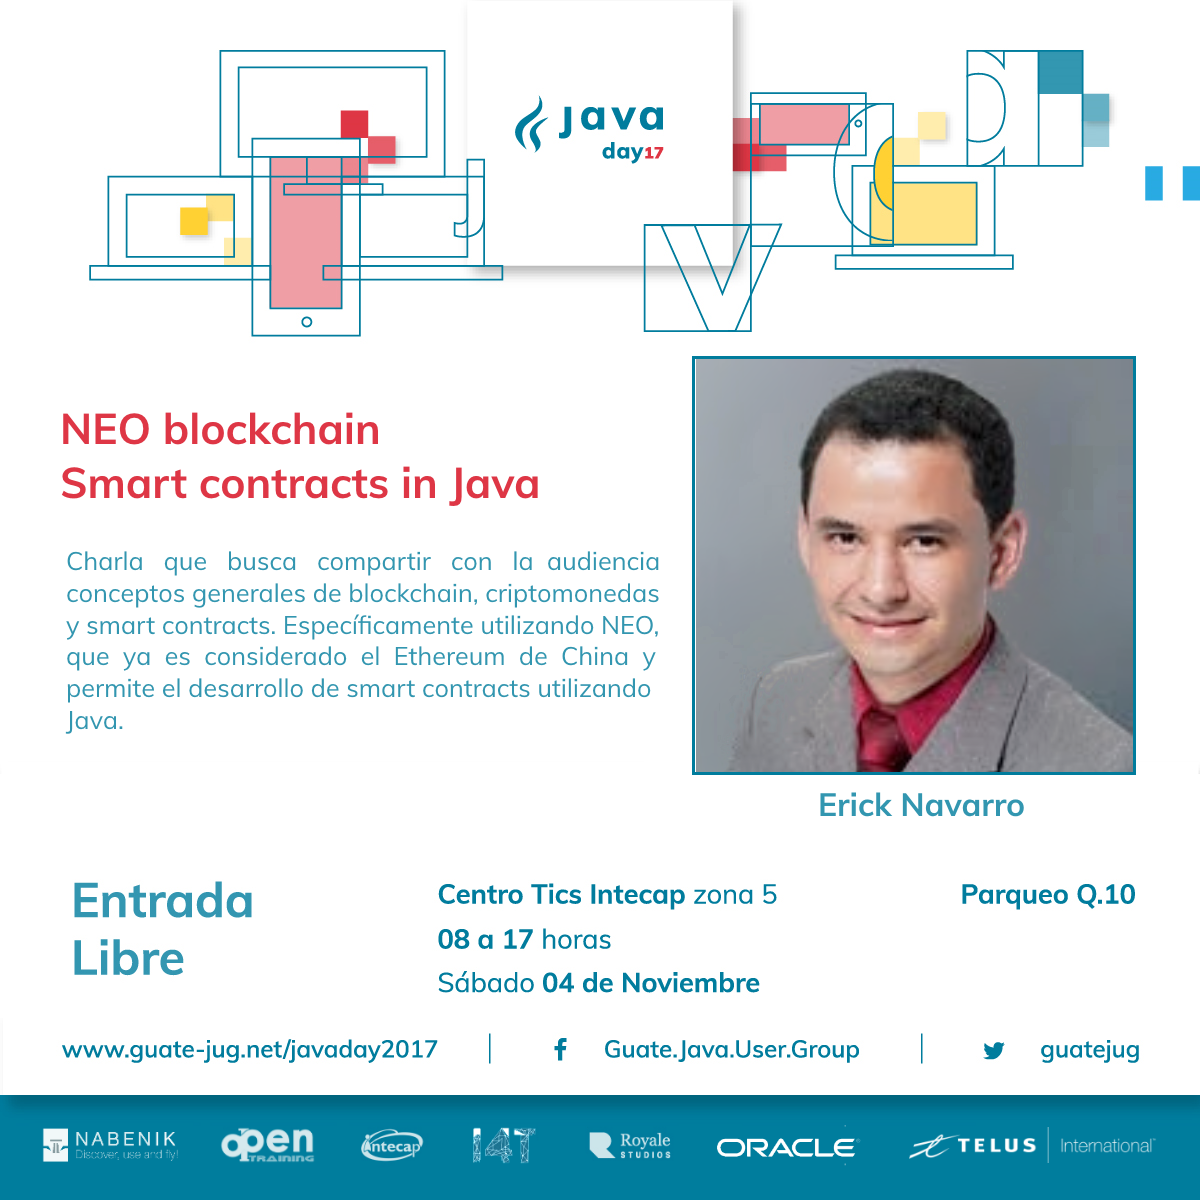 Java
day17
J
V
a
NEO blockchain
Smart contracts in Java
Charla que busca compartir con la audiencia
conceptos generales de blockchain, criptomonedas
y smart contracts. Específicamente utilizando NEO,
que ya es considerado el Ethereum de China y
permite el desarrollo de smart contracts utilizando
Java.
Erick Navarro
Entrada
Libre
Centro Tics Intecap zona 5
08 a 17 horas
Sábado 04 de Noviembre
Parqueo Q.10
www.guate-jug.net/javaday2017
Guate.Java.User.Group
guatejug
NABENIK
Discover, use and fly!
open
TRAINING
intecap
I4T
Royale
STUDIOS
ORACLE
TELUS International